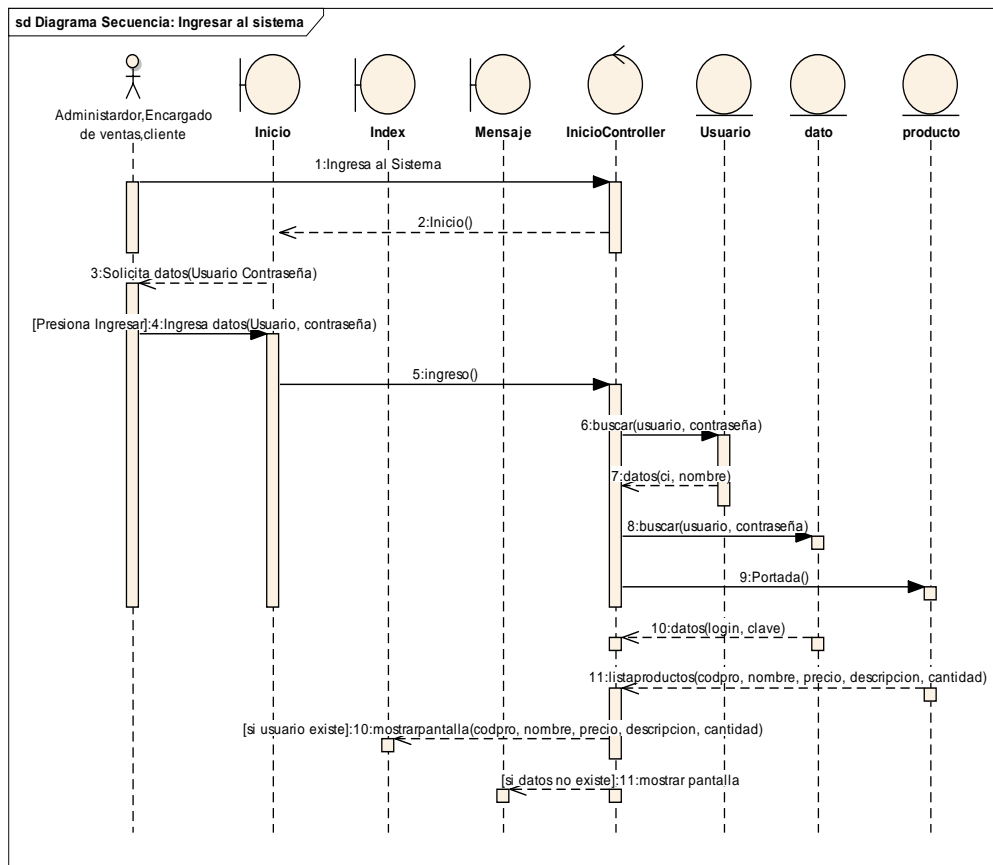 sd Diagrama Secuencia: Ingresar al sistema
Administardor,Encargado
de ventas,cliente
Inicio
Index
Mensaje
InicioController
Usuario
dato
producto
1:Ingresa al Sistema
2:Inicio()
3:Solicita datos(Usuario Contraseña)
[Presiona Ingresar]:4:Ingresa datos(Usuario, contraseña)
5:ingreso()
6:buscar(usuario, contraseña)
7:datos(ci, nombre)
8:buscar(usuario, contraseña)
9:Portada()
10:datos(login, clave)
11:listaproductos(codpro, nombre, precio, descripcion, cantidad)
[si usuario existe]:10:mostrarpantalla(codpro, nombre, precio, descripcion, cantidad)
[si datos no existe]:11:mostrar pantalla